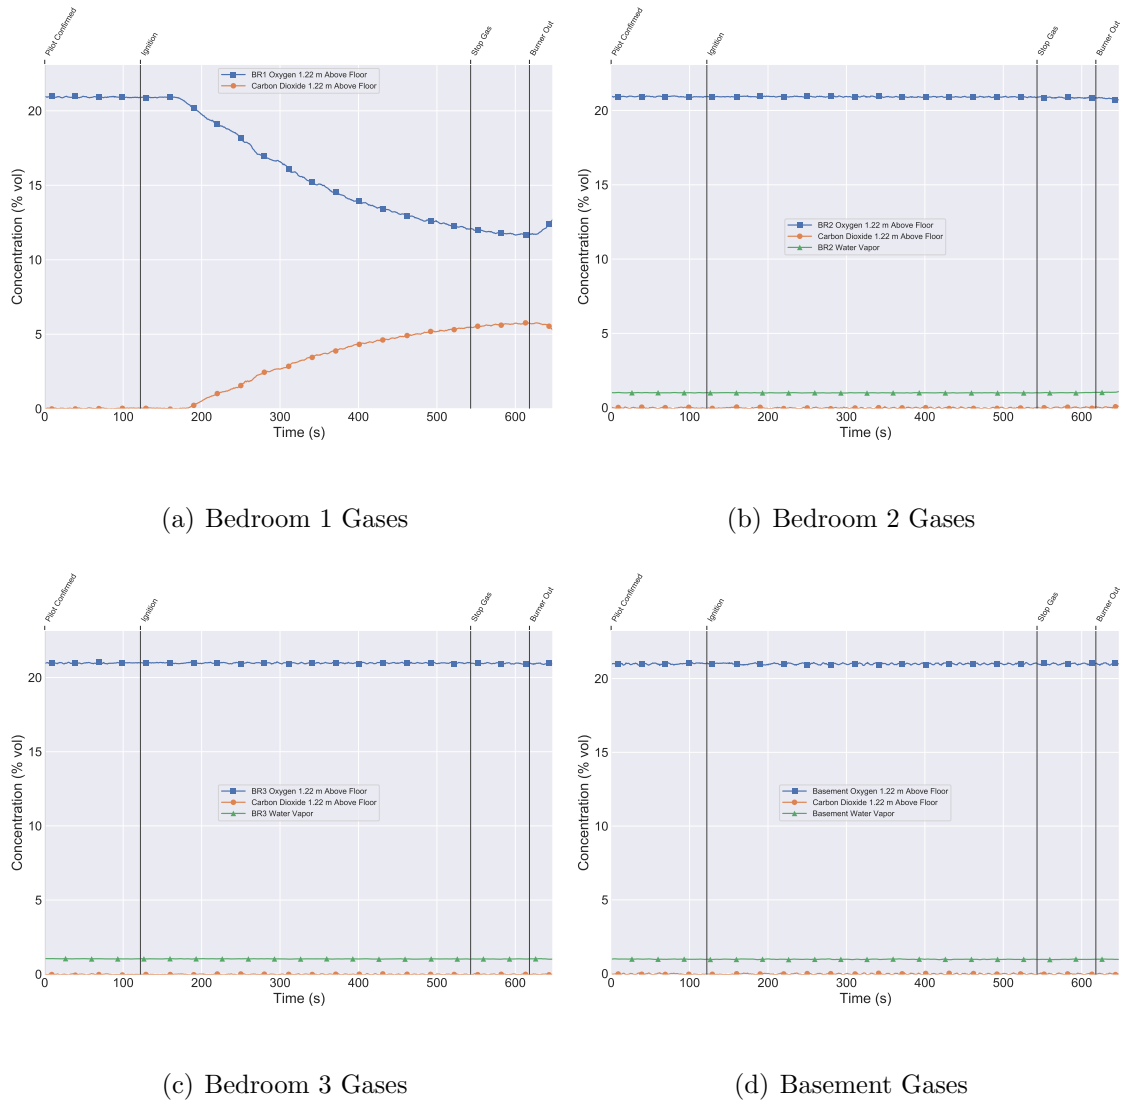 Pilot Confirmed
Ignition
Stop Gas
Burner Out
BR1 Oxygen 1.22 m Above Floor
Carbon Dioxide 1.22 m Above Floor
Concentration (% vol)
20
15
10
5
0
0 100 200 300 400 500 600
Time (s)
(a) Bedroom 1 Gases
Pilot Confirmed
Ignition
Stop Gas
Burner Out
BR2 Oxygen 1.22 m Above Floor
Carbon Dioxide 1.22 m Above Floor
BR2 Water Vapor
Concentration (% vol)
20
15
10
5
0
0 100 200 300 400 500 600
Time (s)
(b) Bedroom 2 Gases
Pilot Confirmed
Ignition
Stop Gas
Burner Out
BR3 Oxygen 1.22 m Above Floor
Carbon Dioxide 1.22 m Above Floor
BR3 Water Vapor
Concentration (% vol)
20
15
10
5
0
0 100 200 300 400 500 600
Time (s)
(c) Bedroom 3 Gases
Pilot Confirmed
Ignition
Stop Gas
Burner Out
Basement Oxygen 1.22 m Above Floor
Carbon Dioxide 1.22 m Above Floor
Basement Water Vapor
Concentration (% vol)
20
15
10
5
0
0 100 200 300 400 500 600
Time (s)
(d) Basement Gases